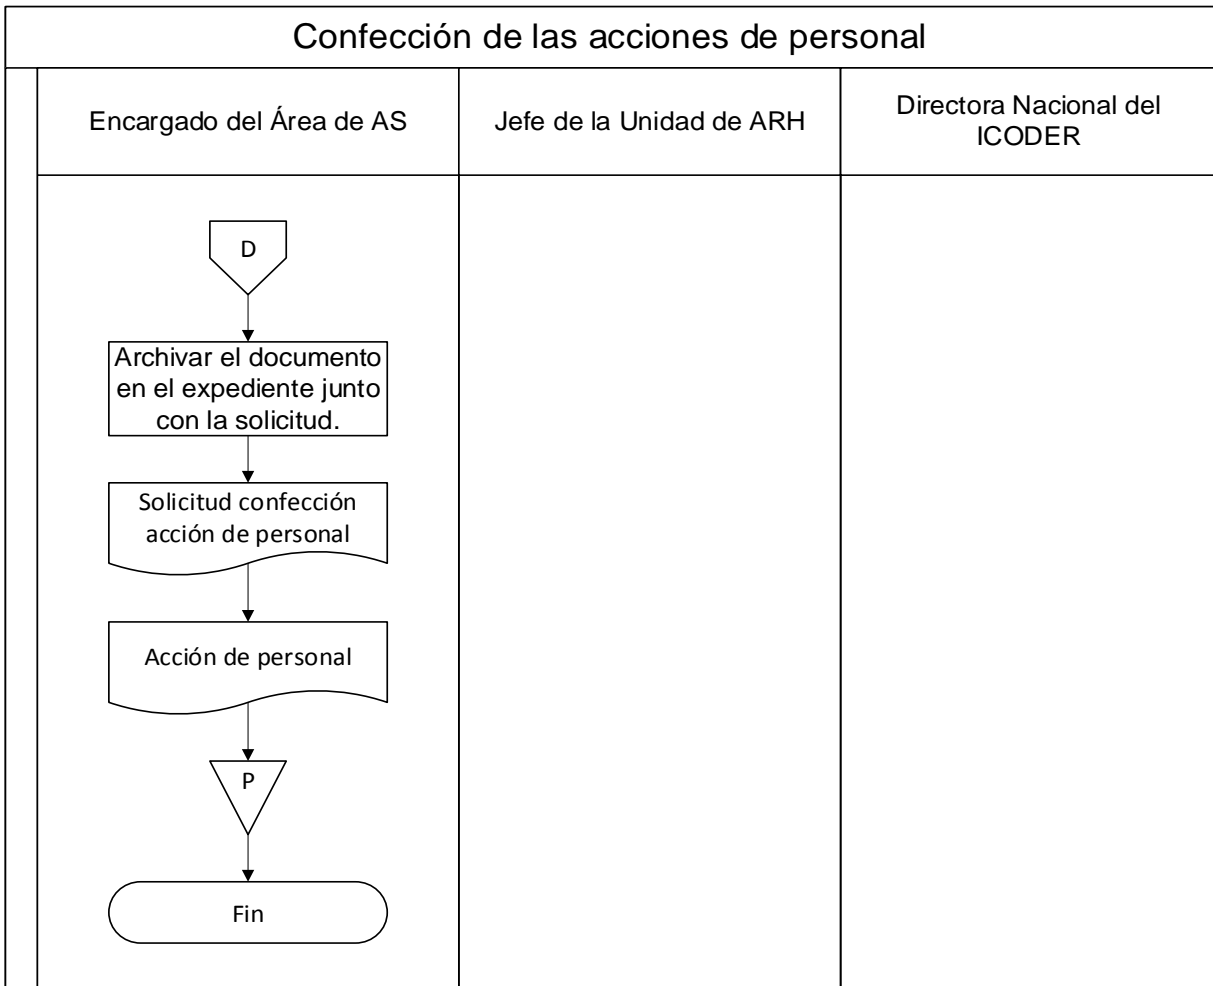 Confección de las acciones de personal
Encargado del Área de AS
Jefe de la Unidad de ARH
Directora Nacional del
ICODER
D
Archivar el documento
en el expediente junto
con la solicitud.
Solicitud confección
acción de personal
Acción de personal
P
Fin